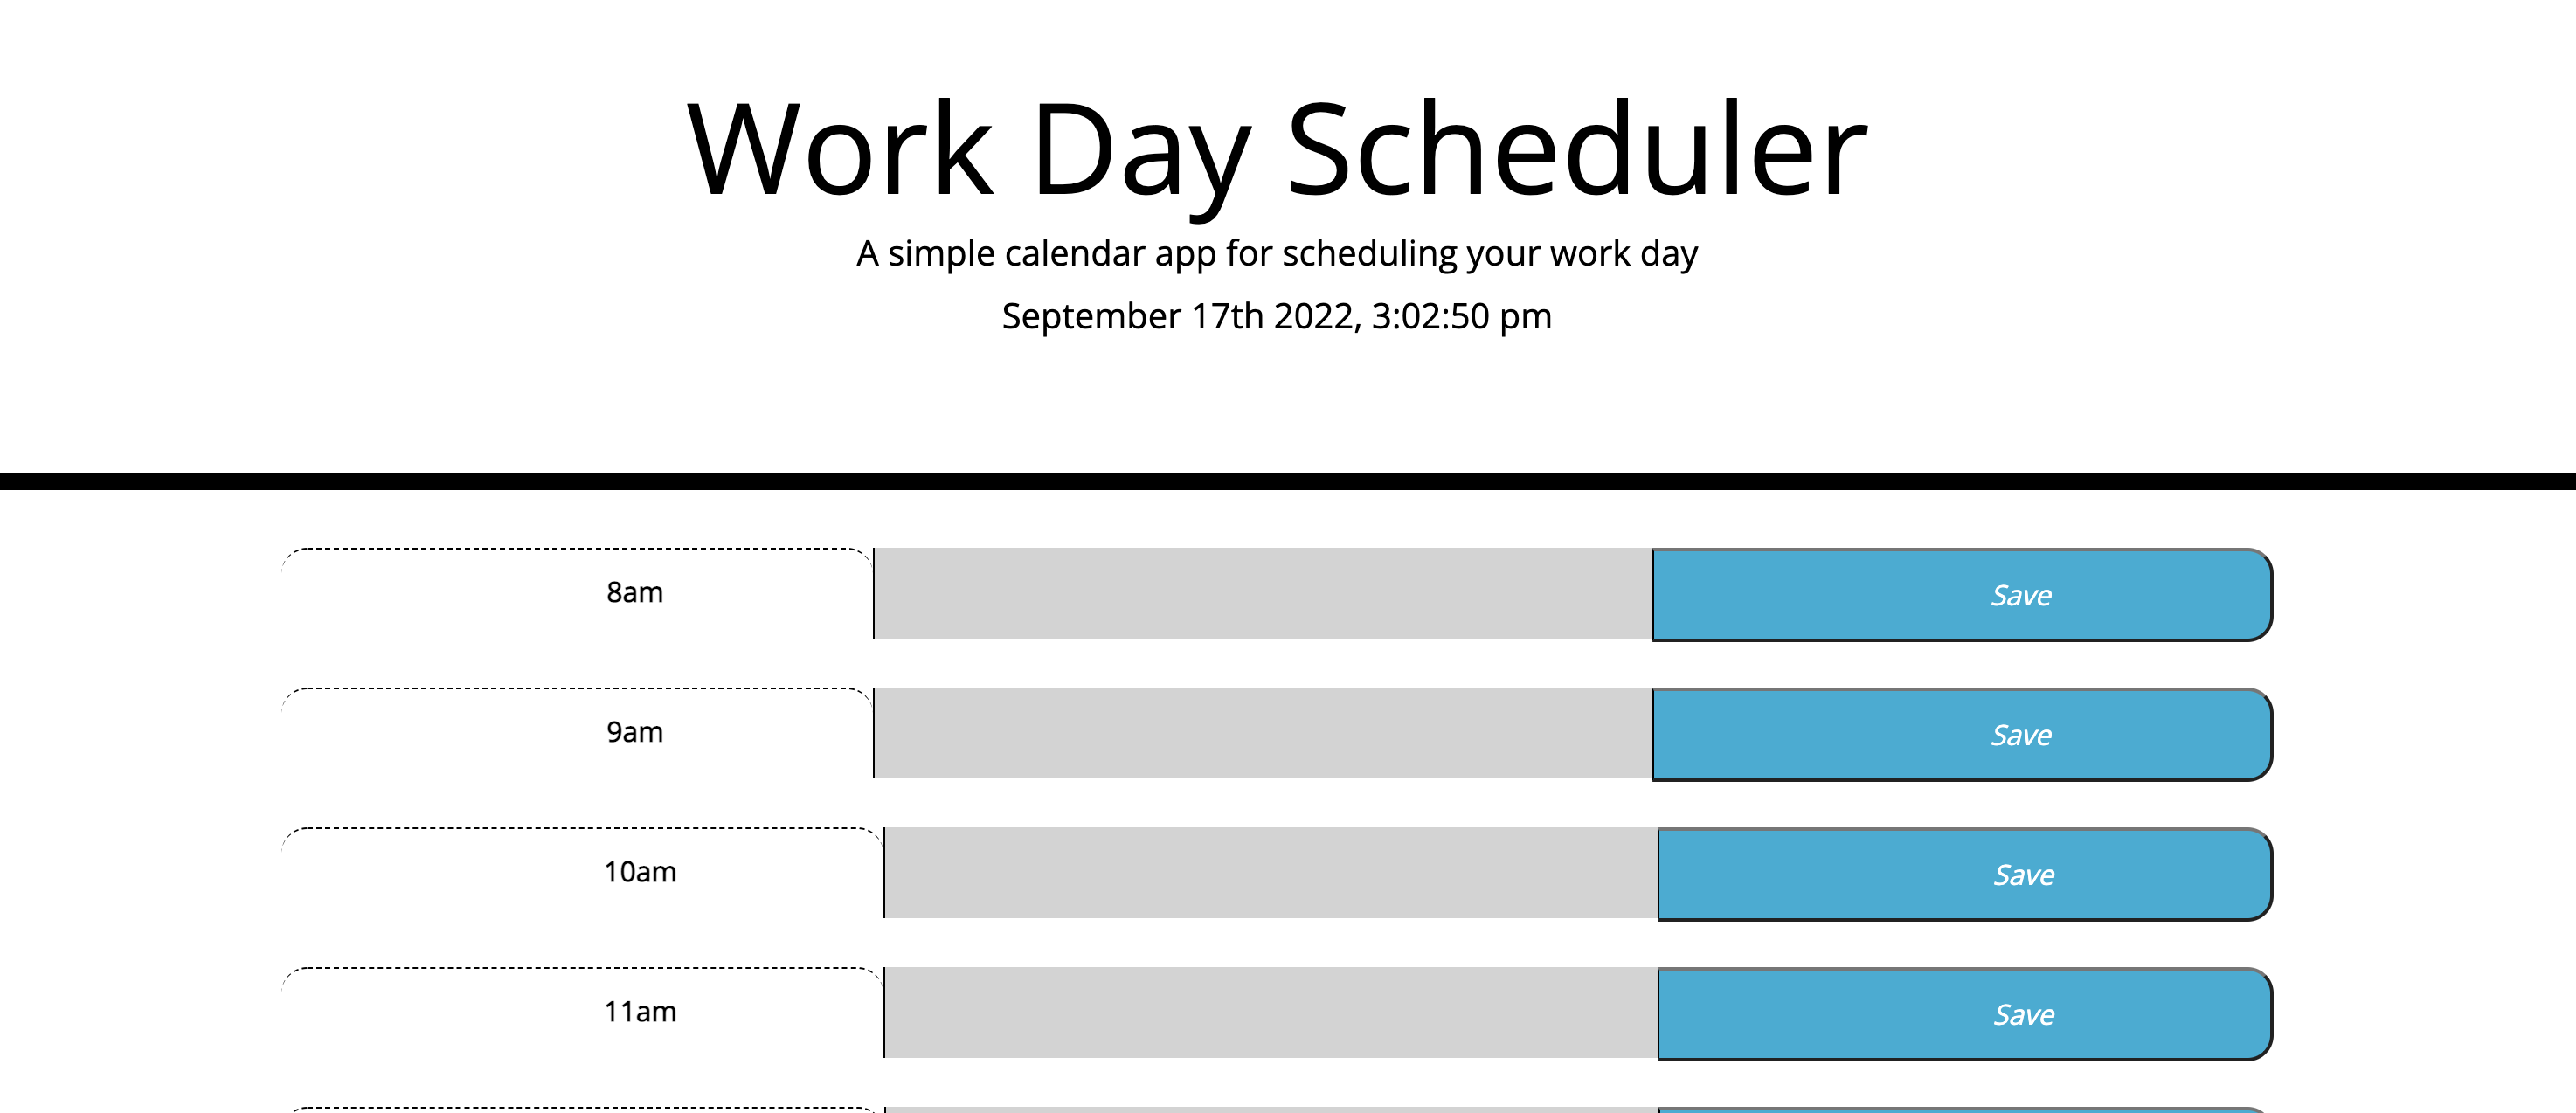 Work Day Scheduler
A simple calendar app for scheduling your work day
September 17th 2022, 3:02:50 pm
8am Save
9am Save
10am Save
11am Save